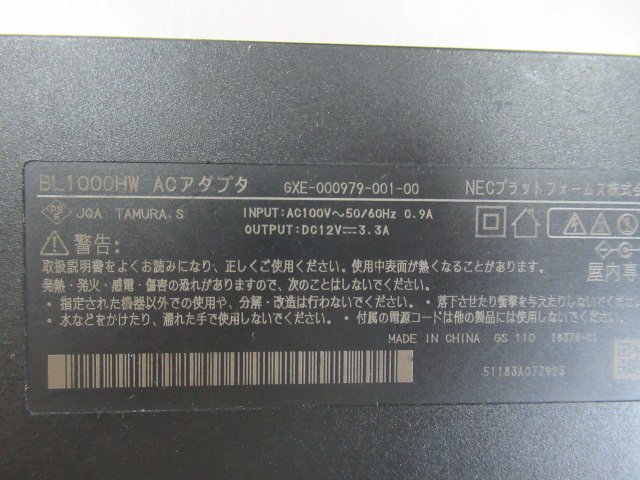 BL1000HW ACアダプタ GXE-000979-001-00 NECプラットフォームズ株式
PSE JQA TAMURA.S INPUT:AC100V～50/60Hz 0.9A
OUTPUT:DC12V⎓3.3A
警告:
取扱説明書をよくお読みになり、正しくご使用ください。使用中表面が熱くなることがあります。
発熱・発火・感電・傷害の恐れがありますので、次のことはしないでください。
屋内専
・指定された機器以外での使用や、分解・改造は行わないでください。・落下させたり衝撃を与えたりしないでくださ
・水などをかけたり、濡れた手で使用しないでください。・付属の電源コードは他の製品には使用しないでください。
MADE IN CHINA GS 110
51183A077923